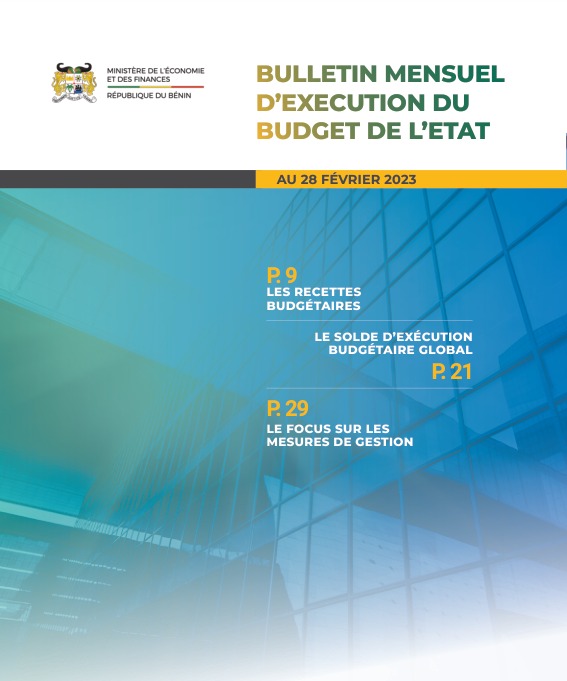 MINISTÈRE DE L'ÉCONOMIE
ET DES FINANCES
RÉPUBLIQUE DU BÉNIN
BULLETIN MENSUEL
D'EXECUTION DU
BUDGET DE L'ETAT
AU 28 FÉVRIER 2023
P. 9
LES RECETTES
BUDGÉTAIRES
LE SOLDE D'EXÉCUTION
BUDGÉTAIRE GLOBAL
P. 21
P. 29
LE FOCUS SUR LES
MESURES DE GESTION